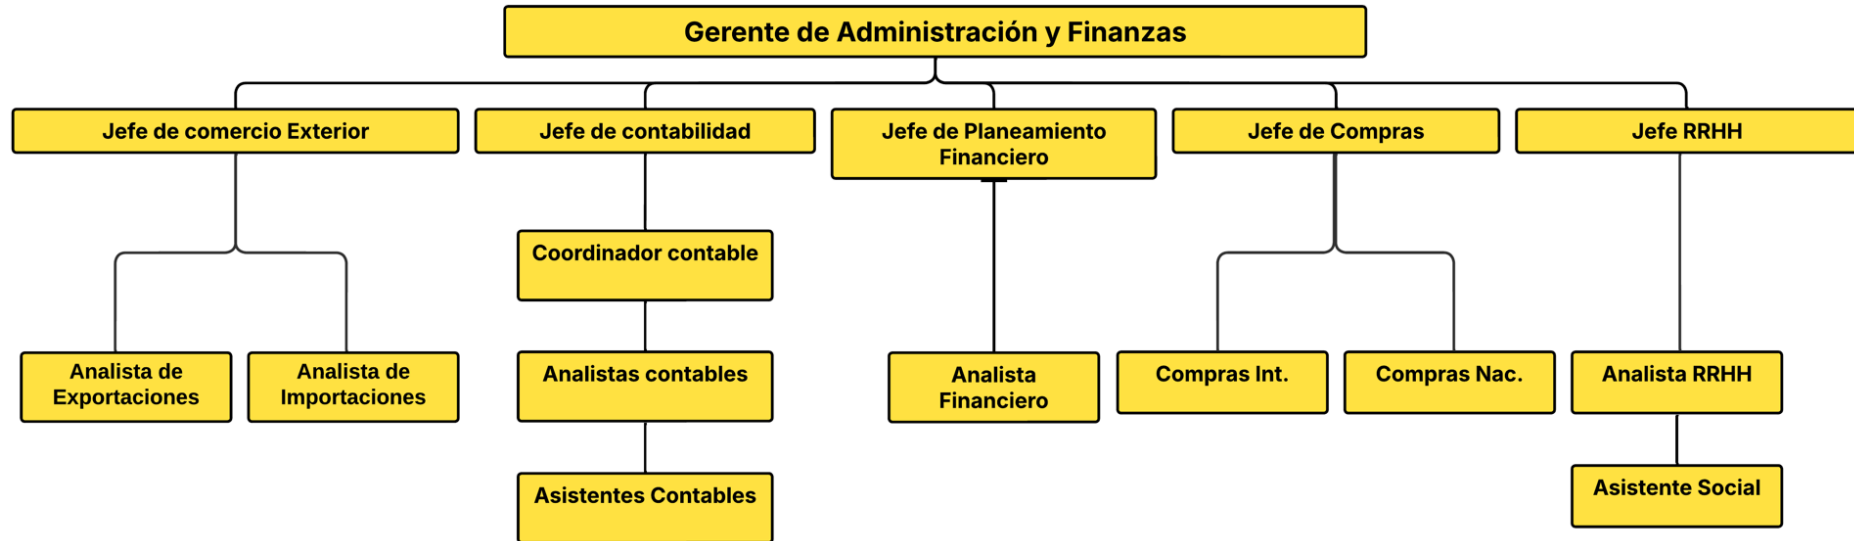 Gerente de Administración y Finanzas
Jefe de comercio Exterior
Jefe de contabilidad
Jefe de Planeamiento
Financiero
Jefe de Compras
Jefe RRHH
Coordinador contable
Analista de
Exportaciones
Analista de
Importaciones
Analistas contables
Analista
Financiero
Compras Int.
Compras Nac.
Analista RRHH
Asistentes Contables
Asistente Social